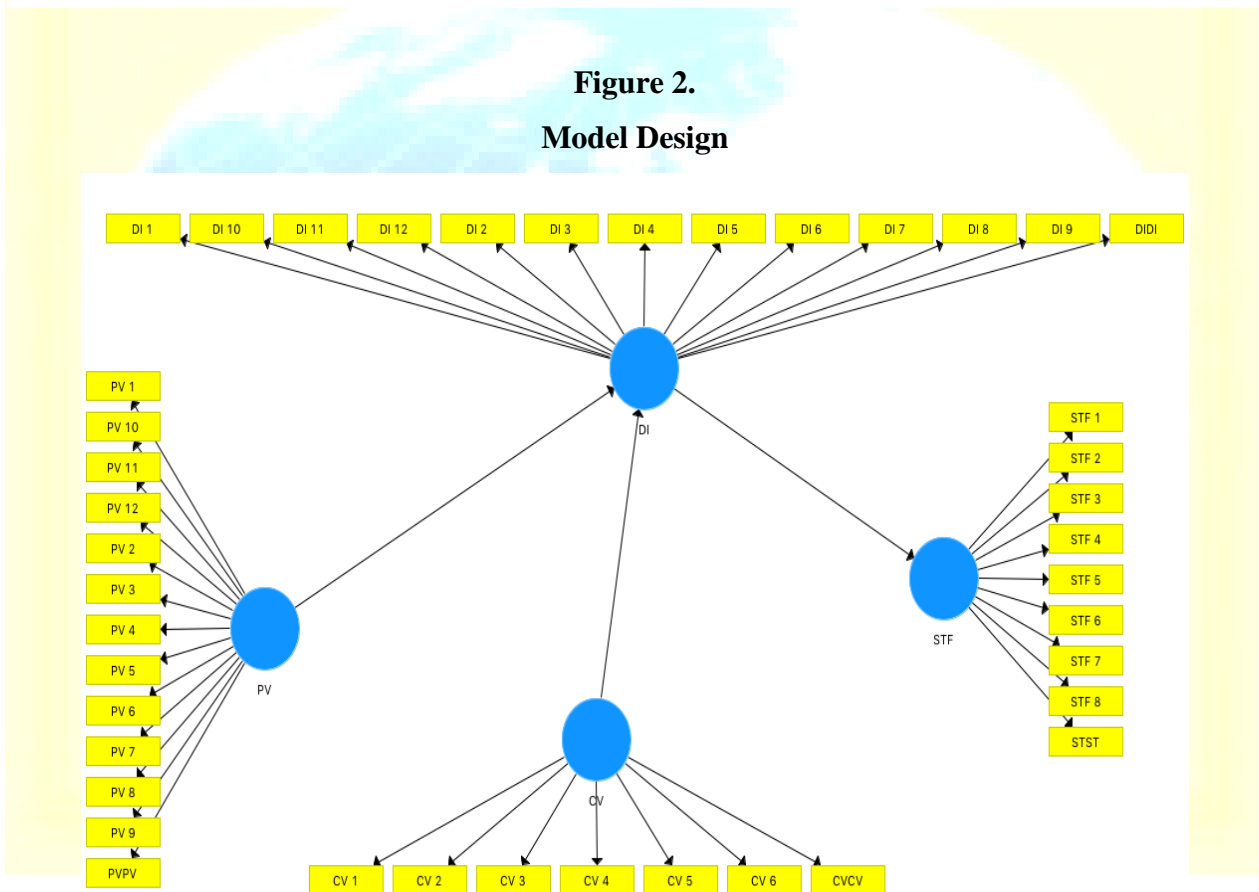 Figure 2.
Model Design
DI 1 DI 10 DI 11 DI 12 DI 2 DI 3 DI 4 DI 5 DI 6 DI 7 DI 8 DI 9 DIDI
DI
PV 1
PV 10
PV 11
PV 12
PV 2
PV 3
PV 4
PV 5
PV 6
PV 7
PV 8
PV 9
PVPV
PV
STF 1
STF 2
STF 3
STF 4
STF 5
STF 6
STF 7
STF 8
STST
STF
CV
CV 1 CV 2 CV 3 CV 4 CV 5 CV 6 CVCV